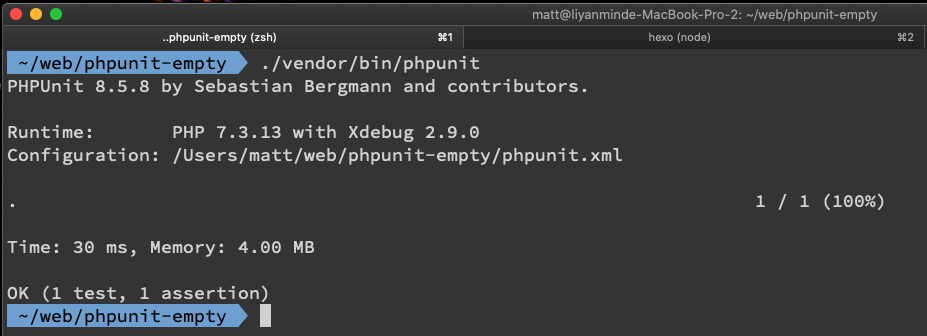 matt@liyanminde-MacBook-Pro-2: ~/web/phpunit-empty
..phpunit-empty (zsh) ⌘1 hexo (node) ⌘2
~/web/phpunit-empty ./vendor/bin/phpunit
PHPUnit 8.5.8 by Sebastian Bergmann and contributors.
Runtime: PHP 7.3.13 with Xdebug 2.9.0
Configuration: /Users/matt/web/phpunit-empty/phpunit.xml
. 1 / 1 (100%)
Time: 30 ms, Memory: 4.00 MB
OK (1 test, 1 assertion)
~/web/phpunit-empty